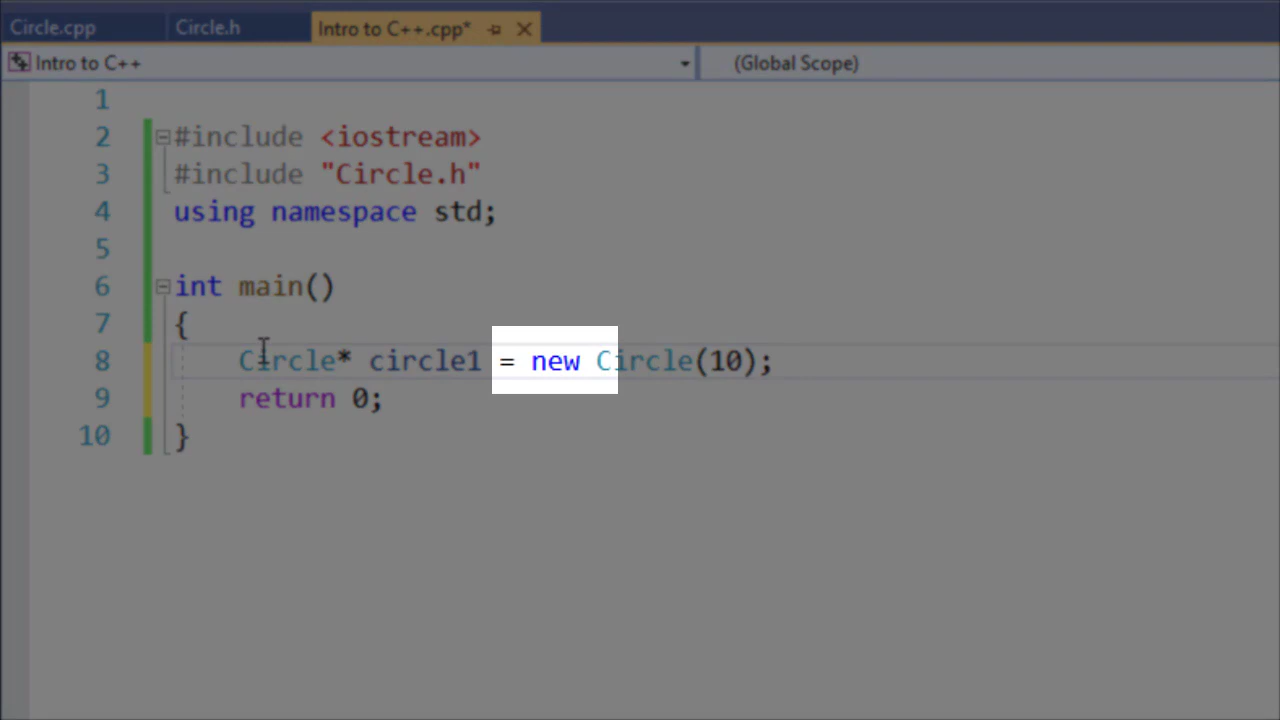 Circle.cpp Circle.h Intro to C++.cpp*
Intro to C++ (Global Scope)
1
2 #include <iostream>
3 #include "Circle.h"
4 using namespace std;
5
6 int main()
7 {
8 Circle* circle1 = new Circle(10);
9 return 0;
10 }